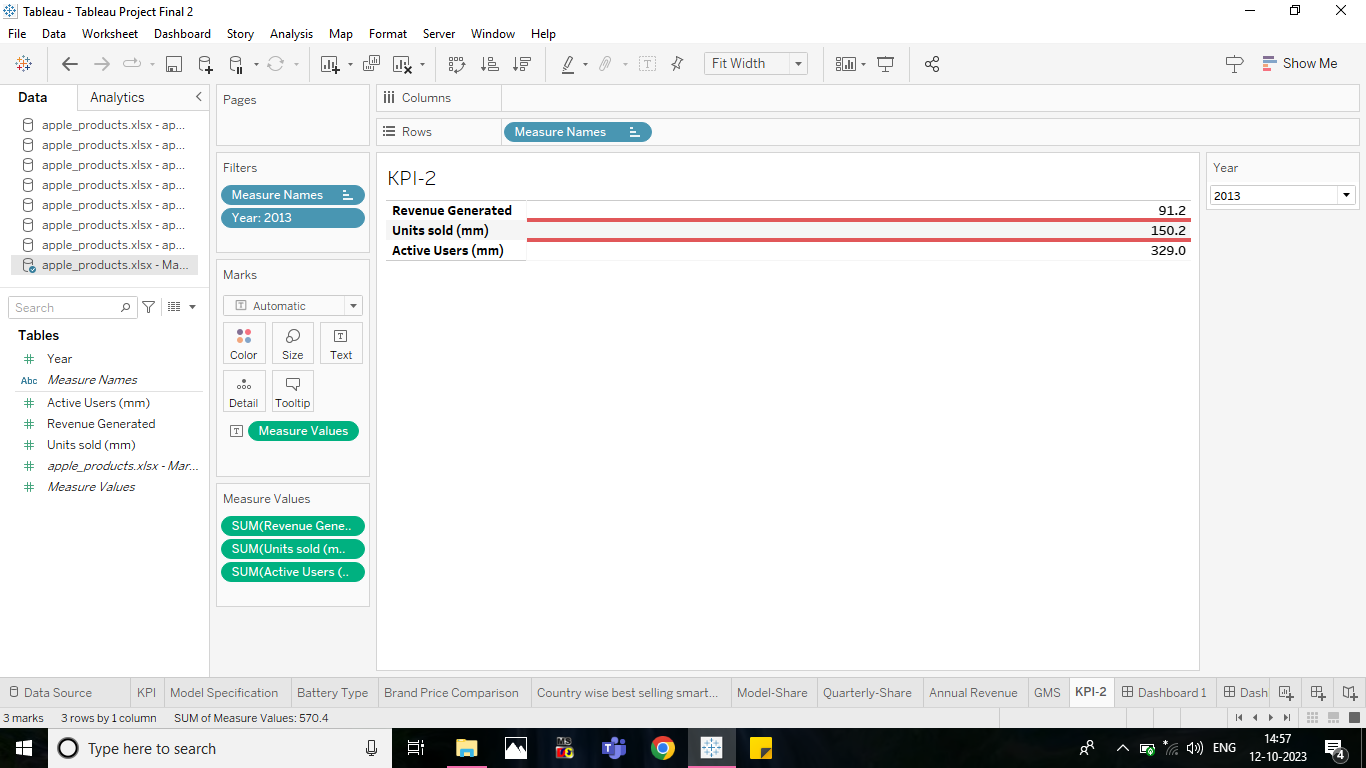 Tableau - Tableau Project Final 2
File Data Worksheet Dashboard Story Analysis Map Format Server Window Help
Fit Width
Show Me
Data Analytics
apple_products.xlsx - ap...
apple_products.xlsx - ap...
apple_products.xlsx - ap...
apple_products.xlsx - ap...
apple_products.xlsx - ap...
apple_products.xlsx - ap...
apple_products.xlsx - ap...
apple_products.xlsx - Ma...
Search
Tables
Year
Abc Measure Names
Active Users (mm)
Revenue Generated
Units sold (mm)
apple_products.xlsx - Mar...
Measure Values
Pages
Filters
Measure Names
Year: 2013
Marks
Automatic
Color Size Text
Detail Tooltip
Measure Values
Measure Values
SUM(Revenue Gene..
SUM(Units sold (m..
SUM(Active Users (..
Columns
Rows Measure Names
KPI-2
Revenue Generated 91.2
Units sold (mm) 150.2
Active Users (mm) 329.0
Year
2013
Data Source KPI Model Specification Battery Type Brand Price Comparison Country wise best selling smart... Model-Share Quarterly-Share Annual Revenue GMS KPI-2 Dashboard 1 Dash
3 marks 3 rows by 1 column SUM of Measure Values: 570.4
Type here to search
ENG
14:57
12-10-2023
4